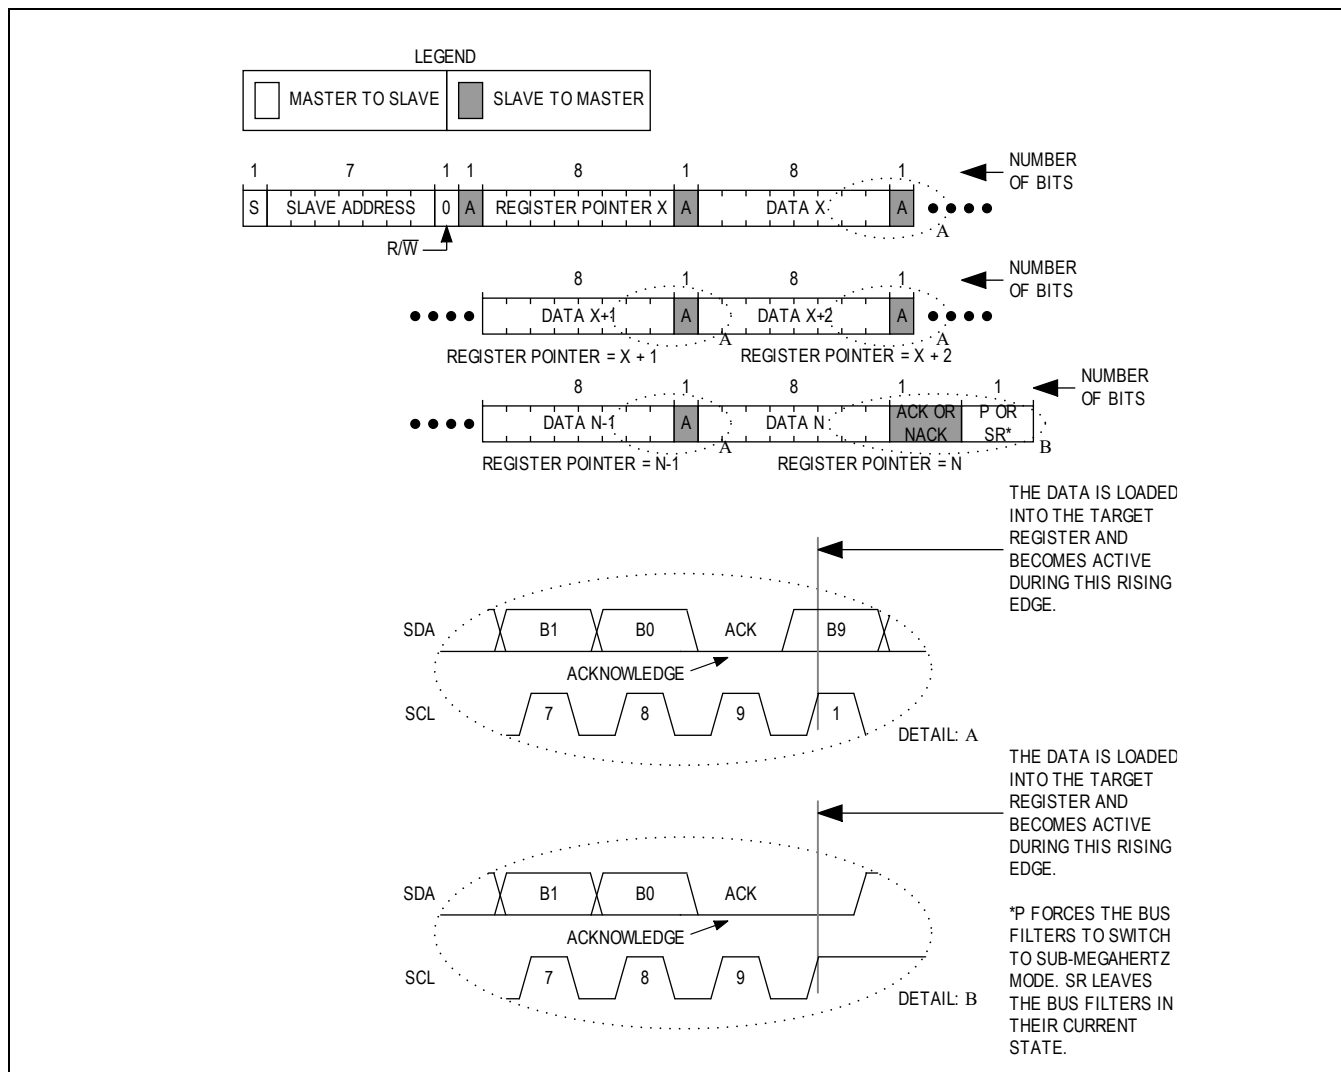 LEGEND
MASTER TO SLAVE
SLAVE TO MASTER
1 7 1 1 8 1 8 1
NUMBER
OF BITS
S SLAVE ADDRESS 0 A REGISTER POINTER X A DATA X A
A
R/W̅
8 1 8 1
NUMBER
OF BITS
DATA X+1 A DATA X+2 A
A A
REGISTER POINTER = X + 1 REGISTER POINTER = X + 2
8 1 8 1 1
NUMBER
OF BITS
DATA N-1 A DATA N ACK OR NACK P OR SR*
A B
REGISTER POINTER = N-1 REGISTER POINTER = N
THE DATA IS LOADED
INTO THE TARGET
REGISTER AND
BECOMES ACTIVE
DURING THIS RISING
EDGE.
SDA B1 B0 ACK B9
ACKNOWLEDGE
SCL 7 8 9 1
DETAIL: A
THE DATA IS LOADED
INTO THE TARGET
REGISTER AND
BECOMES ACTIVE
DURING THIS RISING
EDGE.
SDA B1 B0 ACK
ACKNOWLEDGE
SCL 7 8 9
DETAIL: B
*P FORCES THE BUS
FILTERS TO SWITCH
TO SUB-MEGAHERTZ
MODE. SR LEAVES
THE BUS FILTERS IN
THEIR CURRENT
STATE.